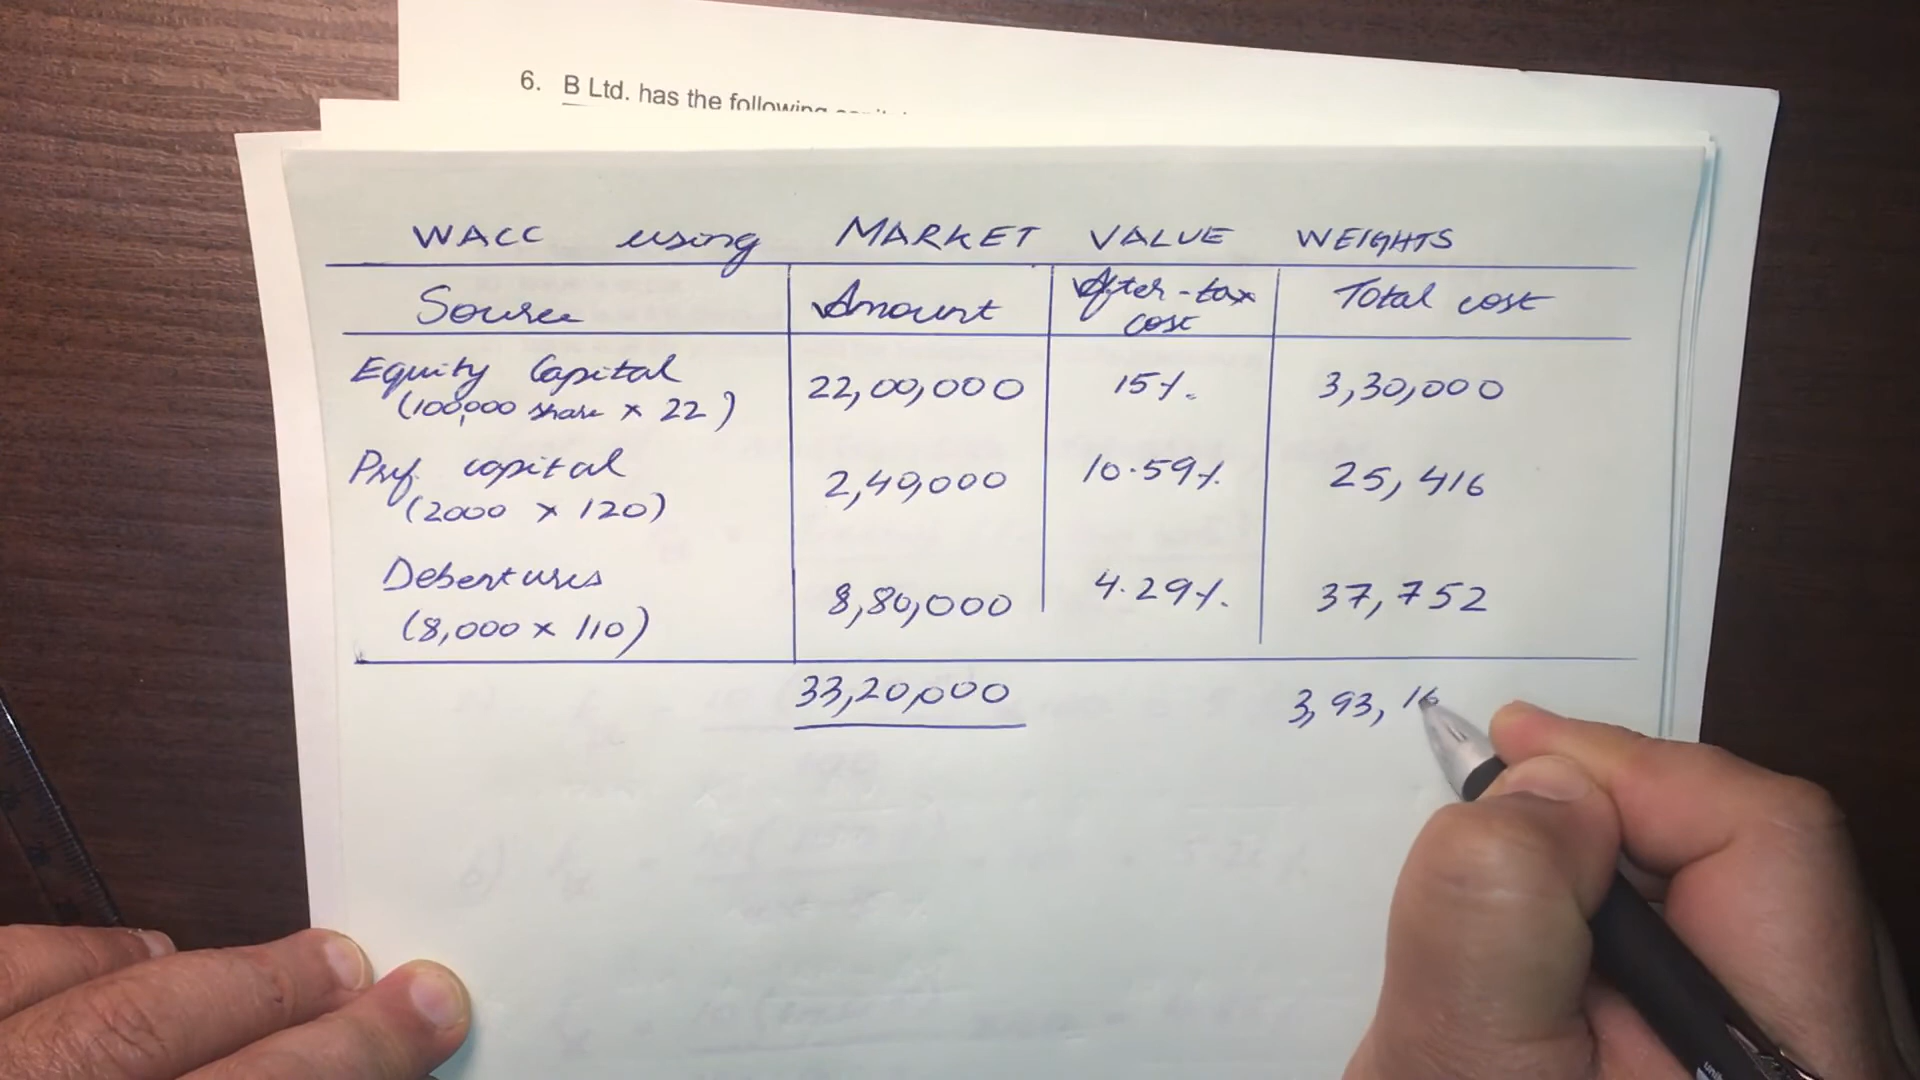 6. B Ltd. has the following
WACC using MARKET VALUE WEIGHTS
Source Amount After-tax cost Total cost
Equity Capital 22,00,000 15%. 3,30,000
(100,000 share × 22)
Pref. capital 2,40,000 10.59%. 25,416
(2000 × 120)
Debentures 8,80,000 4.29%. 37,752
(8,000 × 110)
33,20,000 3,93,16